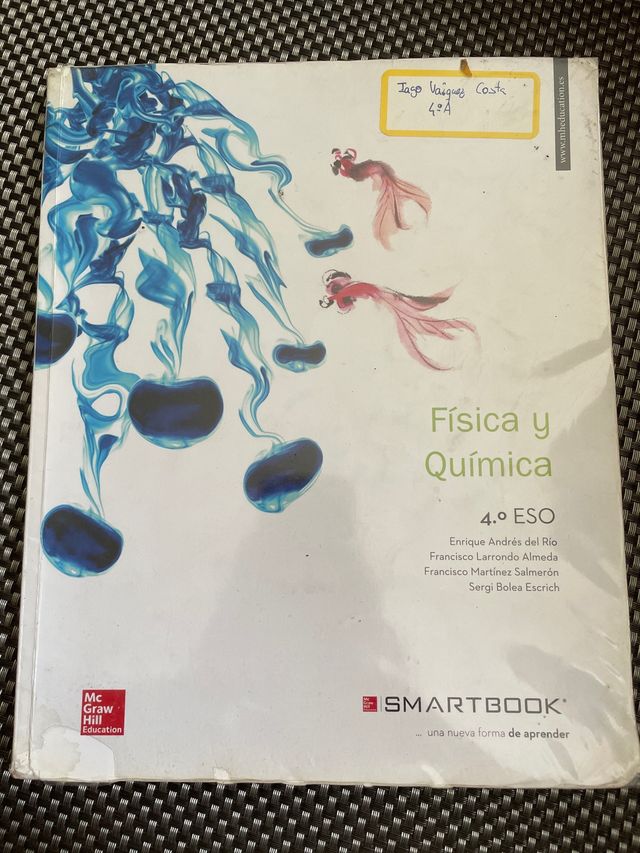 Iago Vázquez Costa
4ºA
www.mheducation.es
Física y
Química
4.º ESO
Enrique Andrés del Río
Francisco Larrondo Almeda
Francisco Martínez Salmerón
Sergi Bolea Escrich
Mc
Graw
Hill
Education
SMARTBOOK®
... una nueva forma de aprender